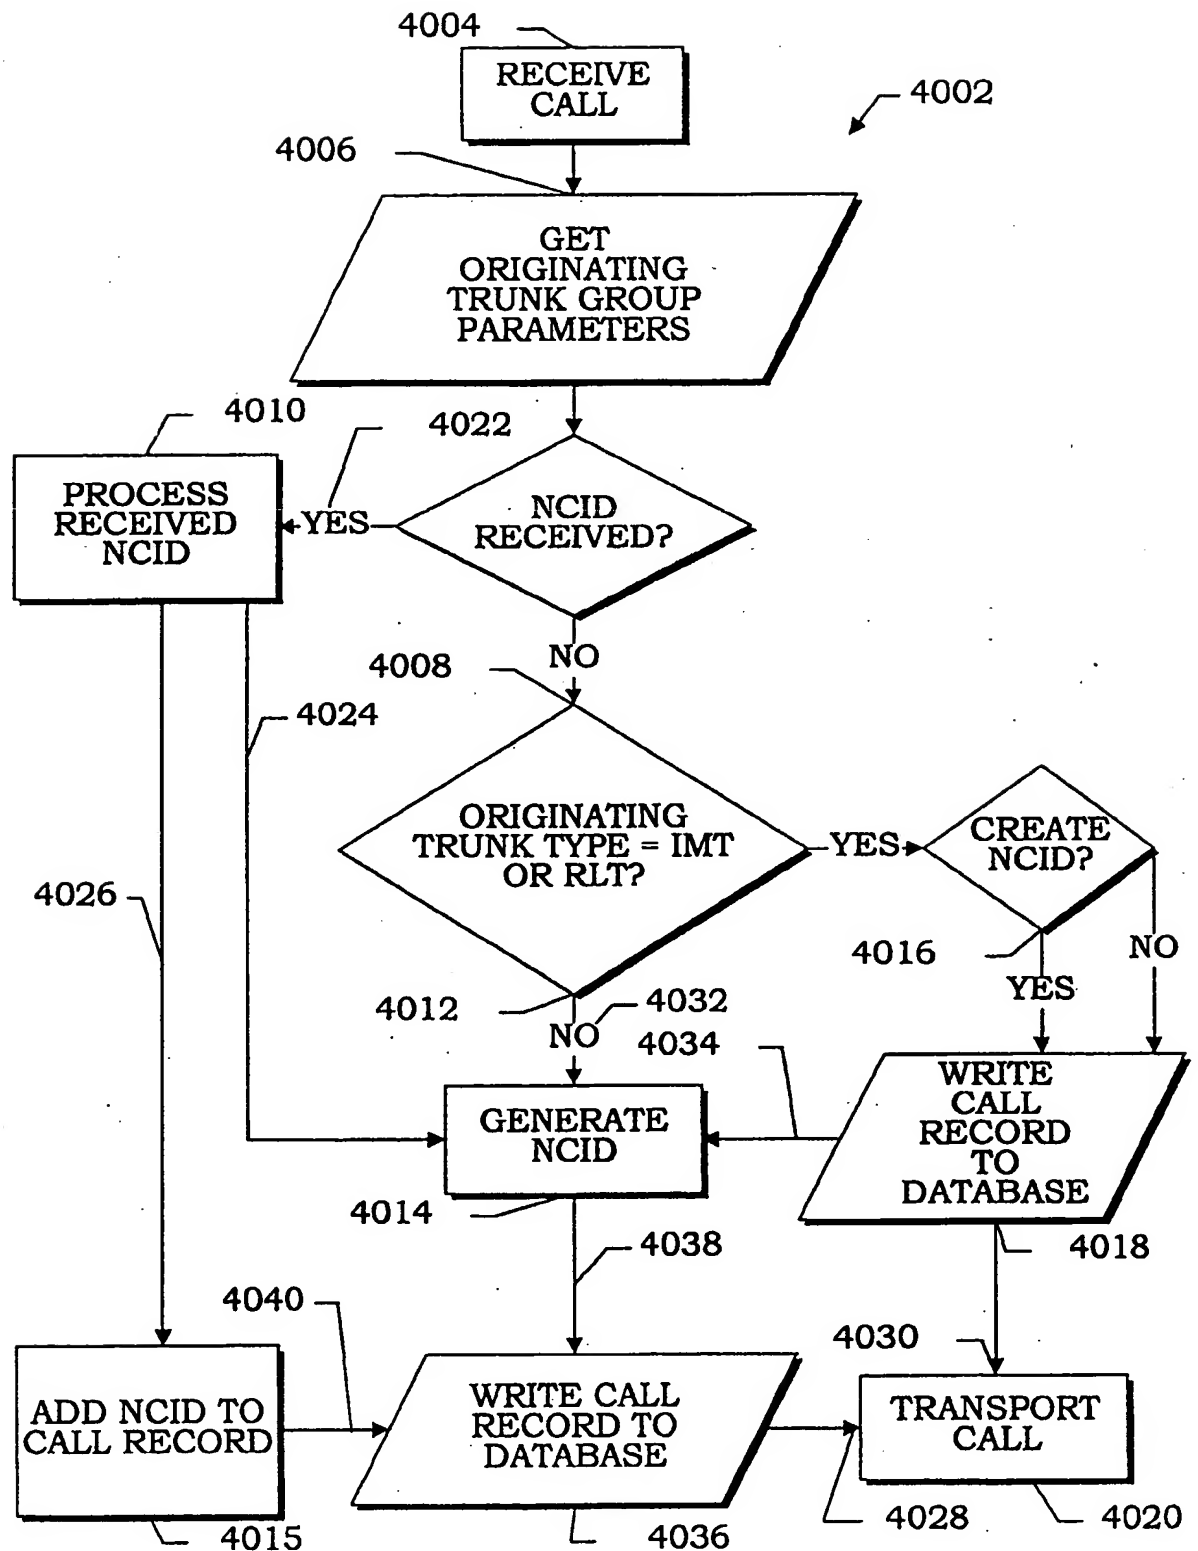 4004
RECEIVE
CALL
4002
4006
GET
ORIGINATING
TRUNK GROUP
PARAMETERS
4010
4022
PROCESS
RECEIVED
NCID
YES
NCID
RECEIVED?
NO
4008
4024
ORIGINATING
TRUNK TYPE = IMT
OR RLT?
YES
CREATE
NCID?
4026
4016
NO
YES
4012
4032
NO
4034
GENERATE
NCID
WRITE
CALL
RECORD
TO
DATABASE
4014
4038
4018
4040
4030
ADD NCID TO
CALL RECORD
WRITE CALL
RECORD TO
DATABASE
TRANSPORT
CALL
4015
4036
4028
4020